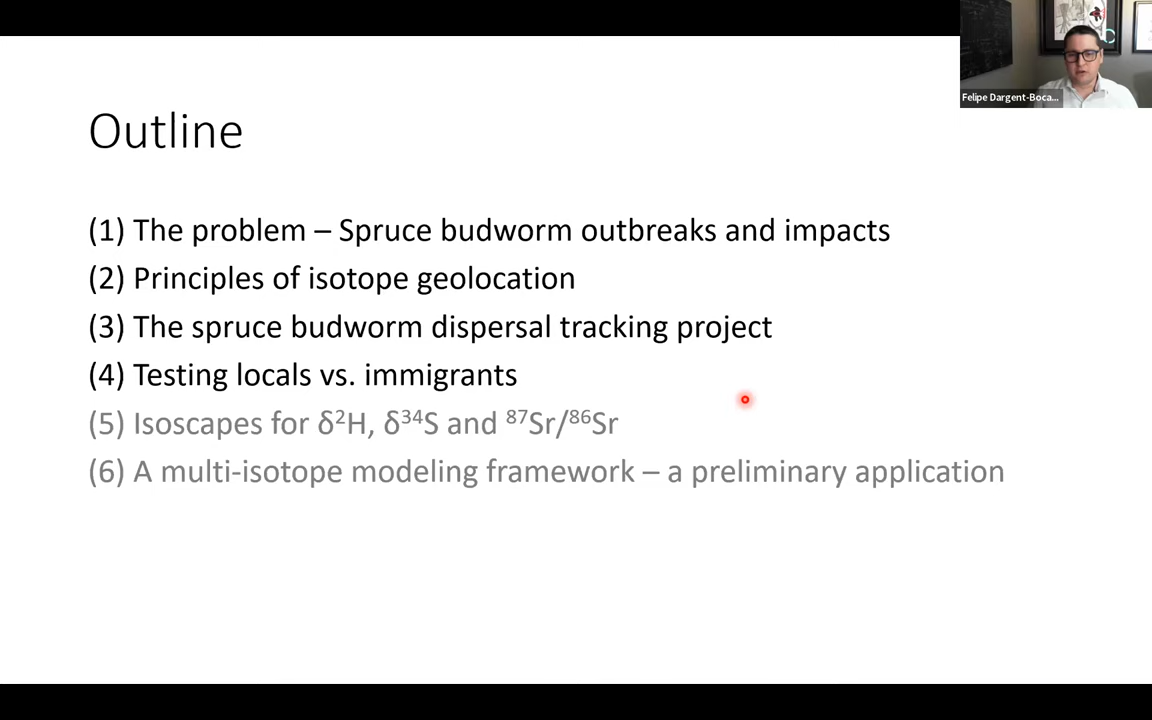 Felipe Dargent-Boca...
Outline
(1) The problem – Spruce budworm outbreaks and impacts
(2) Principles of isotope geolocation
(3) The spruce budworm dispersal tracking project
(4) Testing locals vs. immigrants
(5) Isoscapes for δ²H, δ³⁴S and ⁸⁷Sr/⁸⁶Sr
(6) A multi-isotope modeling framework – a preliminary application